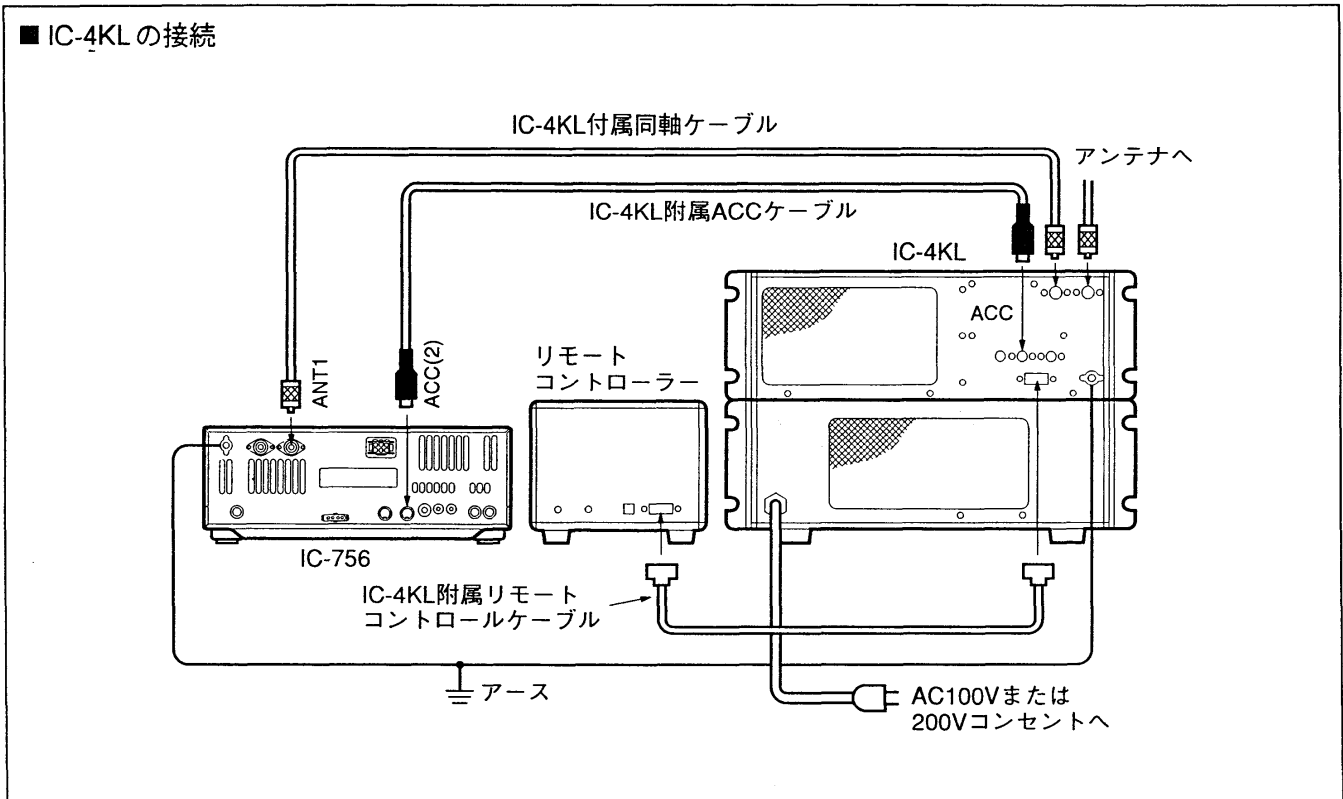 ■ IC-4KLの接続
IC-4KL付属同軸ケーブル
アンテナへ
IC-4KL附属ACCケーブル
IC-4KL
ACC
ANT1
ACC(2)
リモート
コントローラー
IC-756
IC-4KL附属リモート
コントロールケーブル
アース
AC100Vまたは
200Vコンセントへ